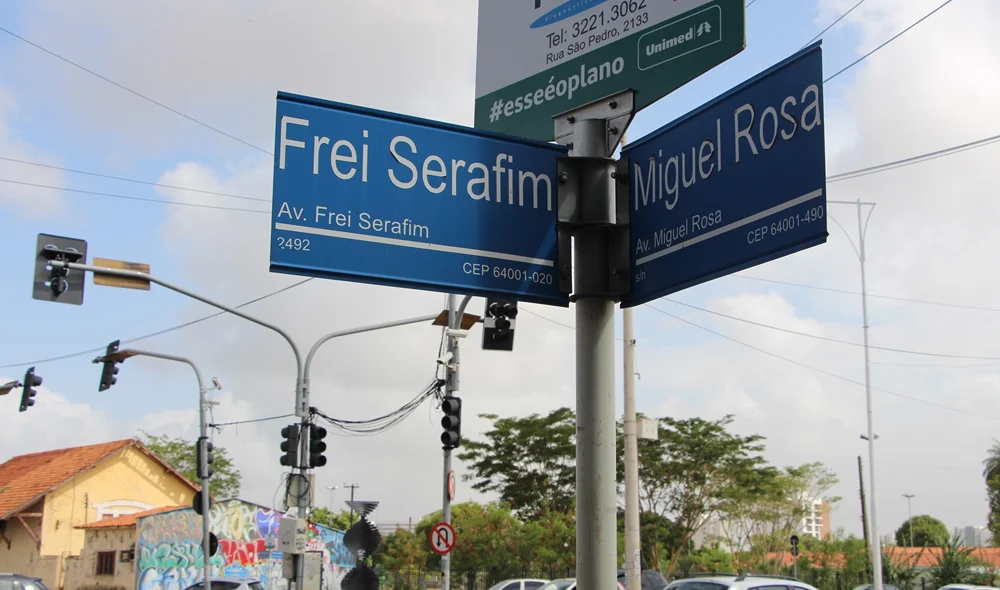 Tel: 3221.3062
Rua São Pedro, 2133
#esseéoplano
Unimed
Frei Serafim
Av. Frei Serafim
2492
CEP 64001-020
Miguel Rosa
Av. Miguel Rosa
s/n
CEP 64001-490